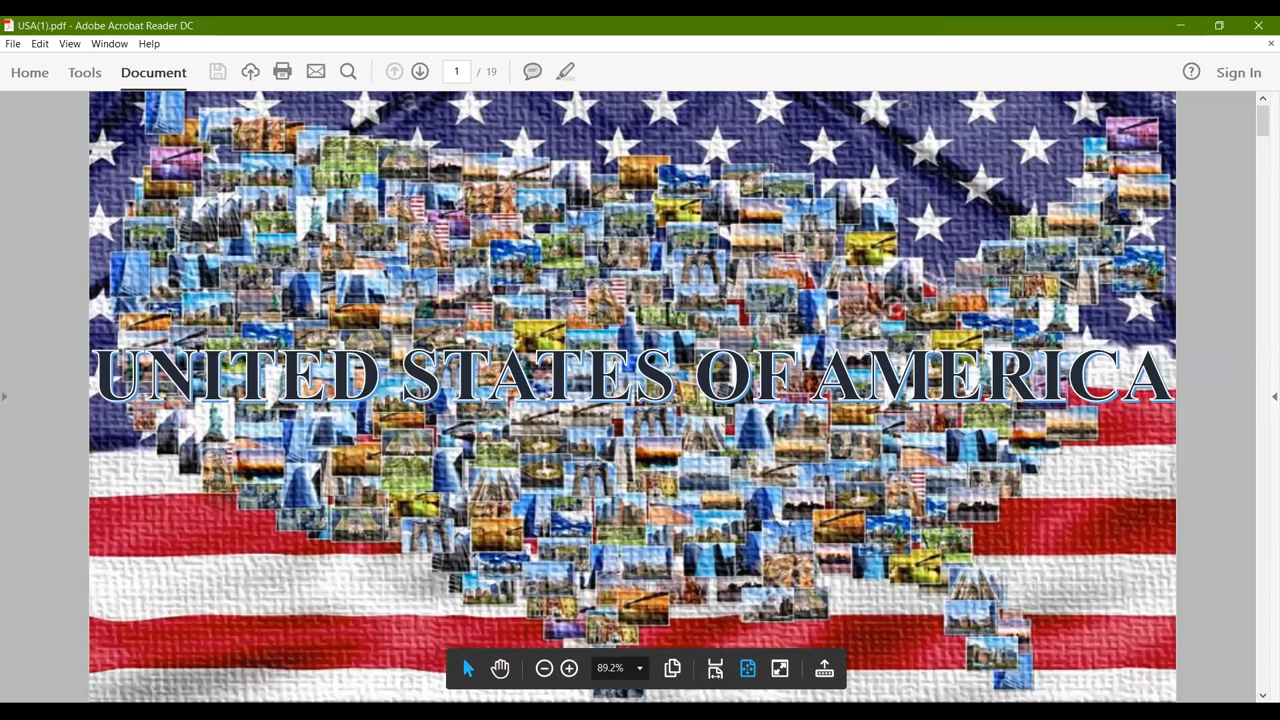 USA(1).pdf - Adobe Acrobat Reader DC
File Edit View Window Help
Home Tools Document 1 / 19 Sign In
UNITED STATES OF AMERICA
89.2%